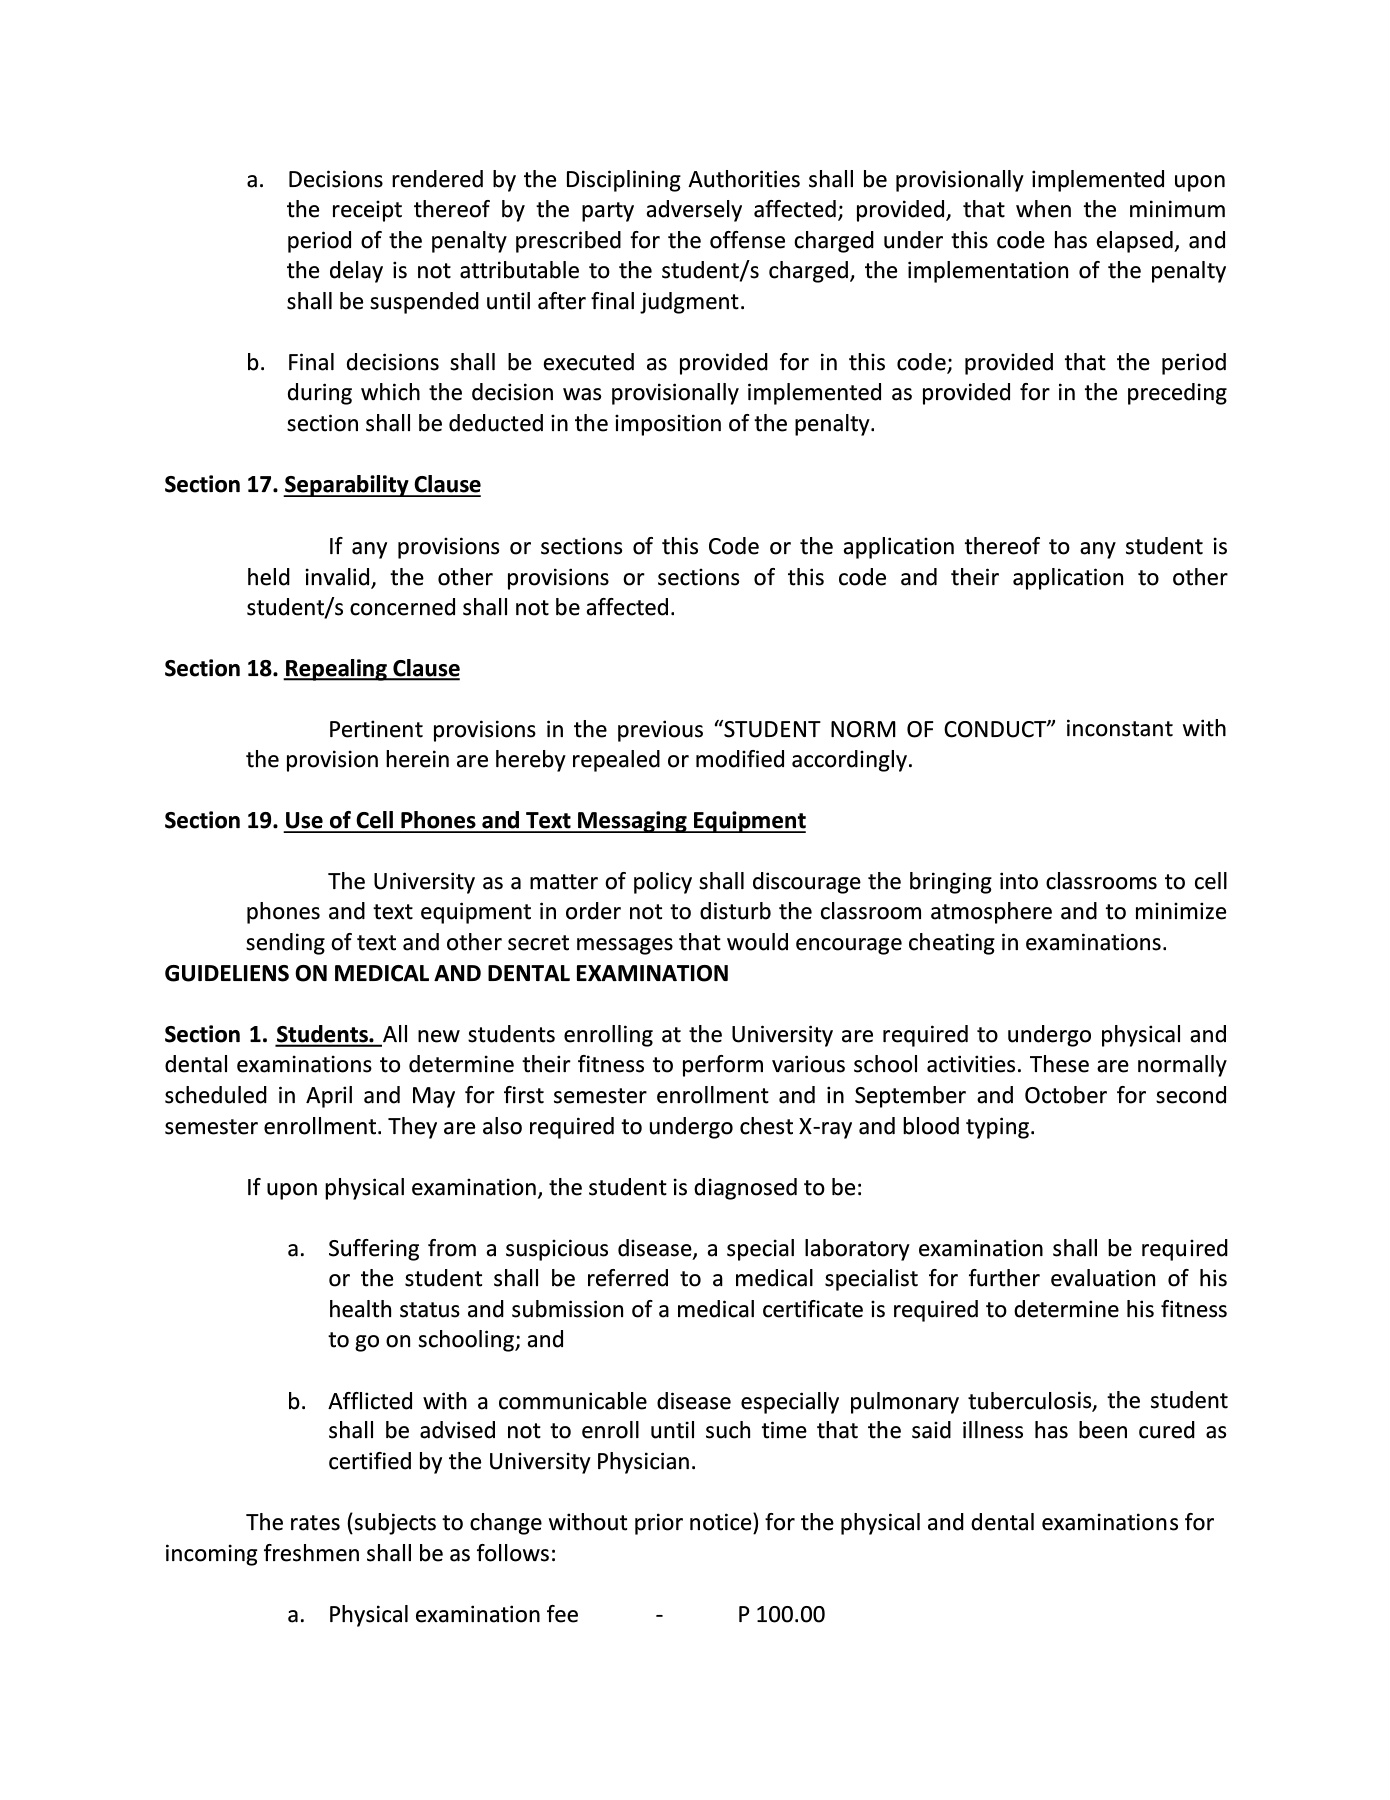 a. Decisions rendered by the Disciplining Authorities shall be provisionally implemented upon
the receipt thereof by the party adversely affected; provided, that when the minimum
period of the penalty prescribed for the offense charged under this code has elapsed, and
the delay is not attributable to the student/s charged, the implementation of the penalty
shall be suspended until after final judgment.
b. Final decisions shall be executed as provided for in this code; provided that the period
during which the decision was provisionally implemented as provided for in the preceding
section shall be deducted in the imposition of the penalty.
Section 17. Separability Clause
If any provisions or sections of this Code or the application thereof to any student is
held invalid, the other provisions or sections of this code and their application to other
student/s concerned shall not be affected.
Section 18. Repealing Clause
Pertinent provisions in the previous “STUDENT NORM OF CONDUCT” inconstant with
the provision herein are hereby repealed or modified accordingly.
Section 19. Use of Cell Phones and Text Messaging Equipment
The University as a matter of policy shall discourage the bringing into classrooms to cell
phones and text equipment in order not to disturb the classroom atmosphere and to minimize
sending of text and other secret messages that would encourage cheating in examinations.
GUIDELIENS ON MEDICAL AND DENTAL EXAMINATION
Section 1. Students. All new students enrolling at the University are required to undergo physical and
dental examinations to determine their fitness to perform various school activities. These are normally
scheduled in April and May for first semester enrollment and in September and October for second
semester enrollment. They are also required to undergo chest X-ray and blood typing.
If upon physical examination, the student is diagnosed to be:
a. Suffering from a suspicious disease, a special laboratory examination shall be required
or the student shall be referred to a medical specialist for further evaluation of his
health status and submission of a medical certificate is required to determine his fitness
to go on schooling; and
b. Afflicted with a communicable disease especially pulmonary tuberculosis, the student
shall be advised not to enroll until such time that the said illness has been cured as
certified by the University Physician.
The rates (subjects to change without prior notice) for the physical and dental examinations for
incoming freshmen shall be as follows:
a. Physical examination fee - P 100.00